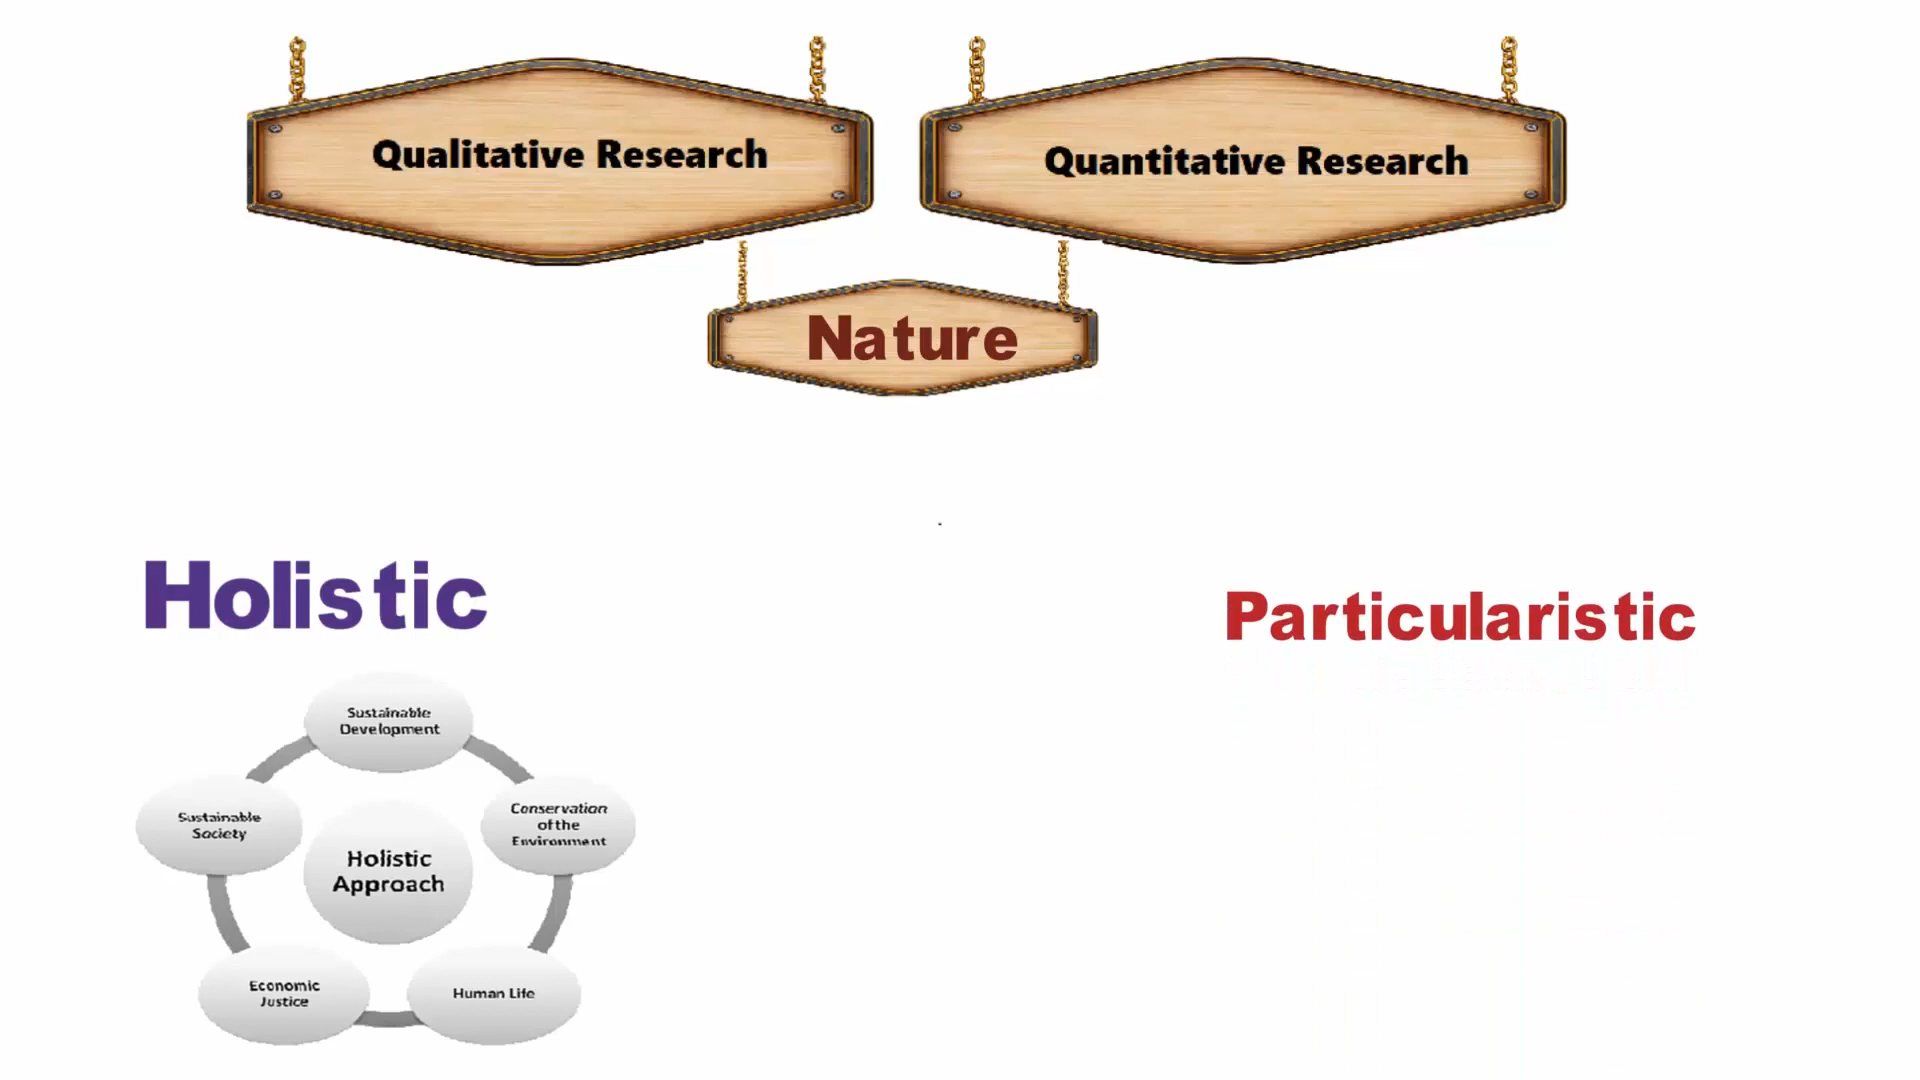 Qualitative Research
Quantitative Research
Nature
Holistic
Particularistic
Sustainable
Development
Sustainable
Society
Conservation
of the
Environment
Holistic
Approach
Economic
Justice
Human Life